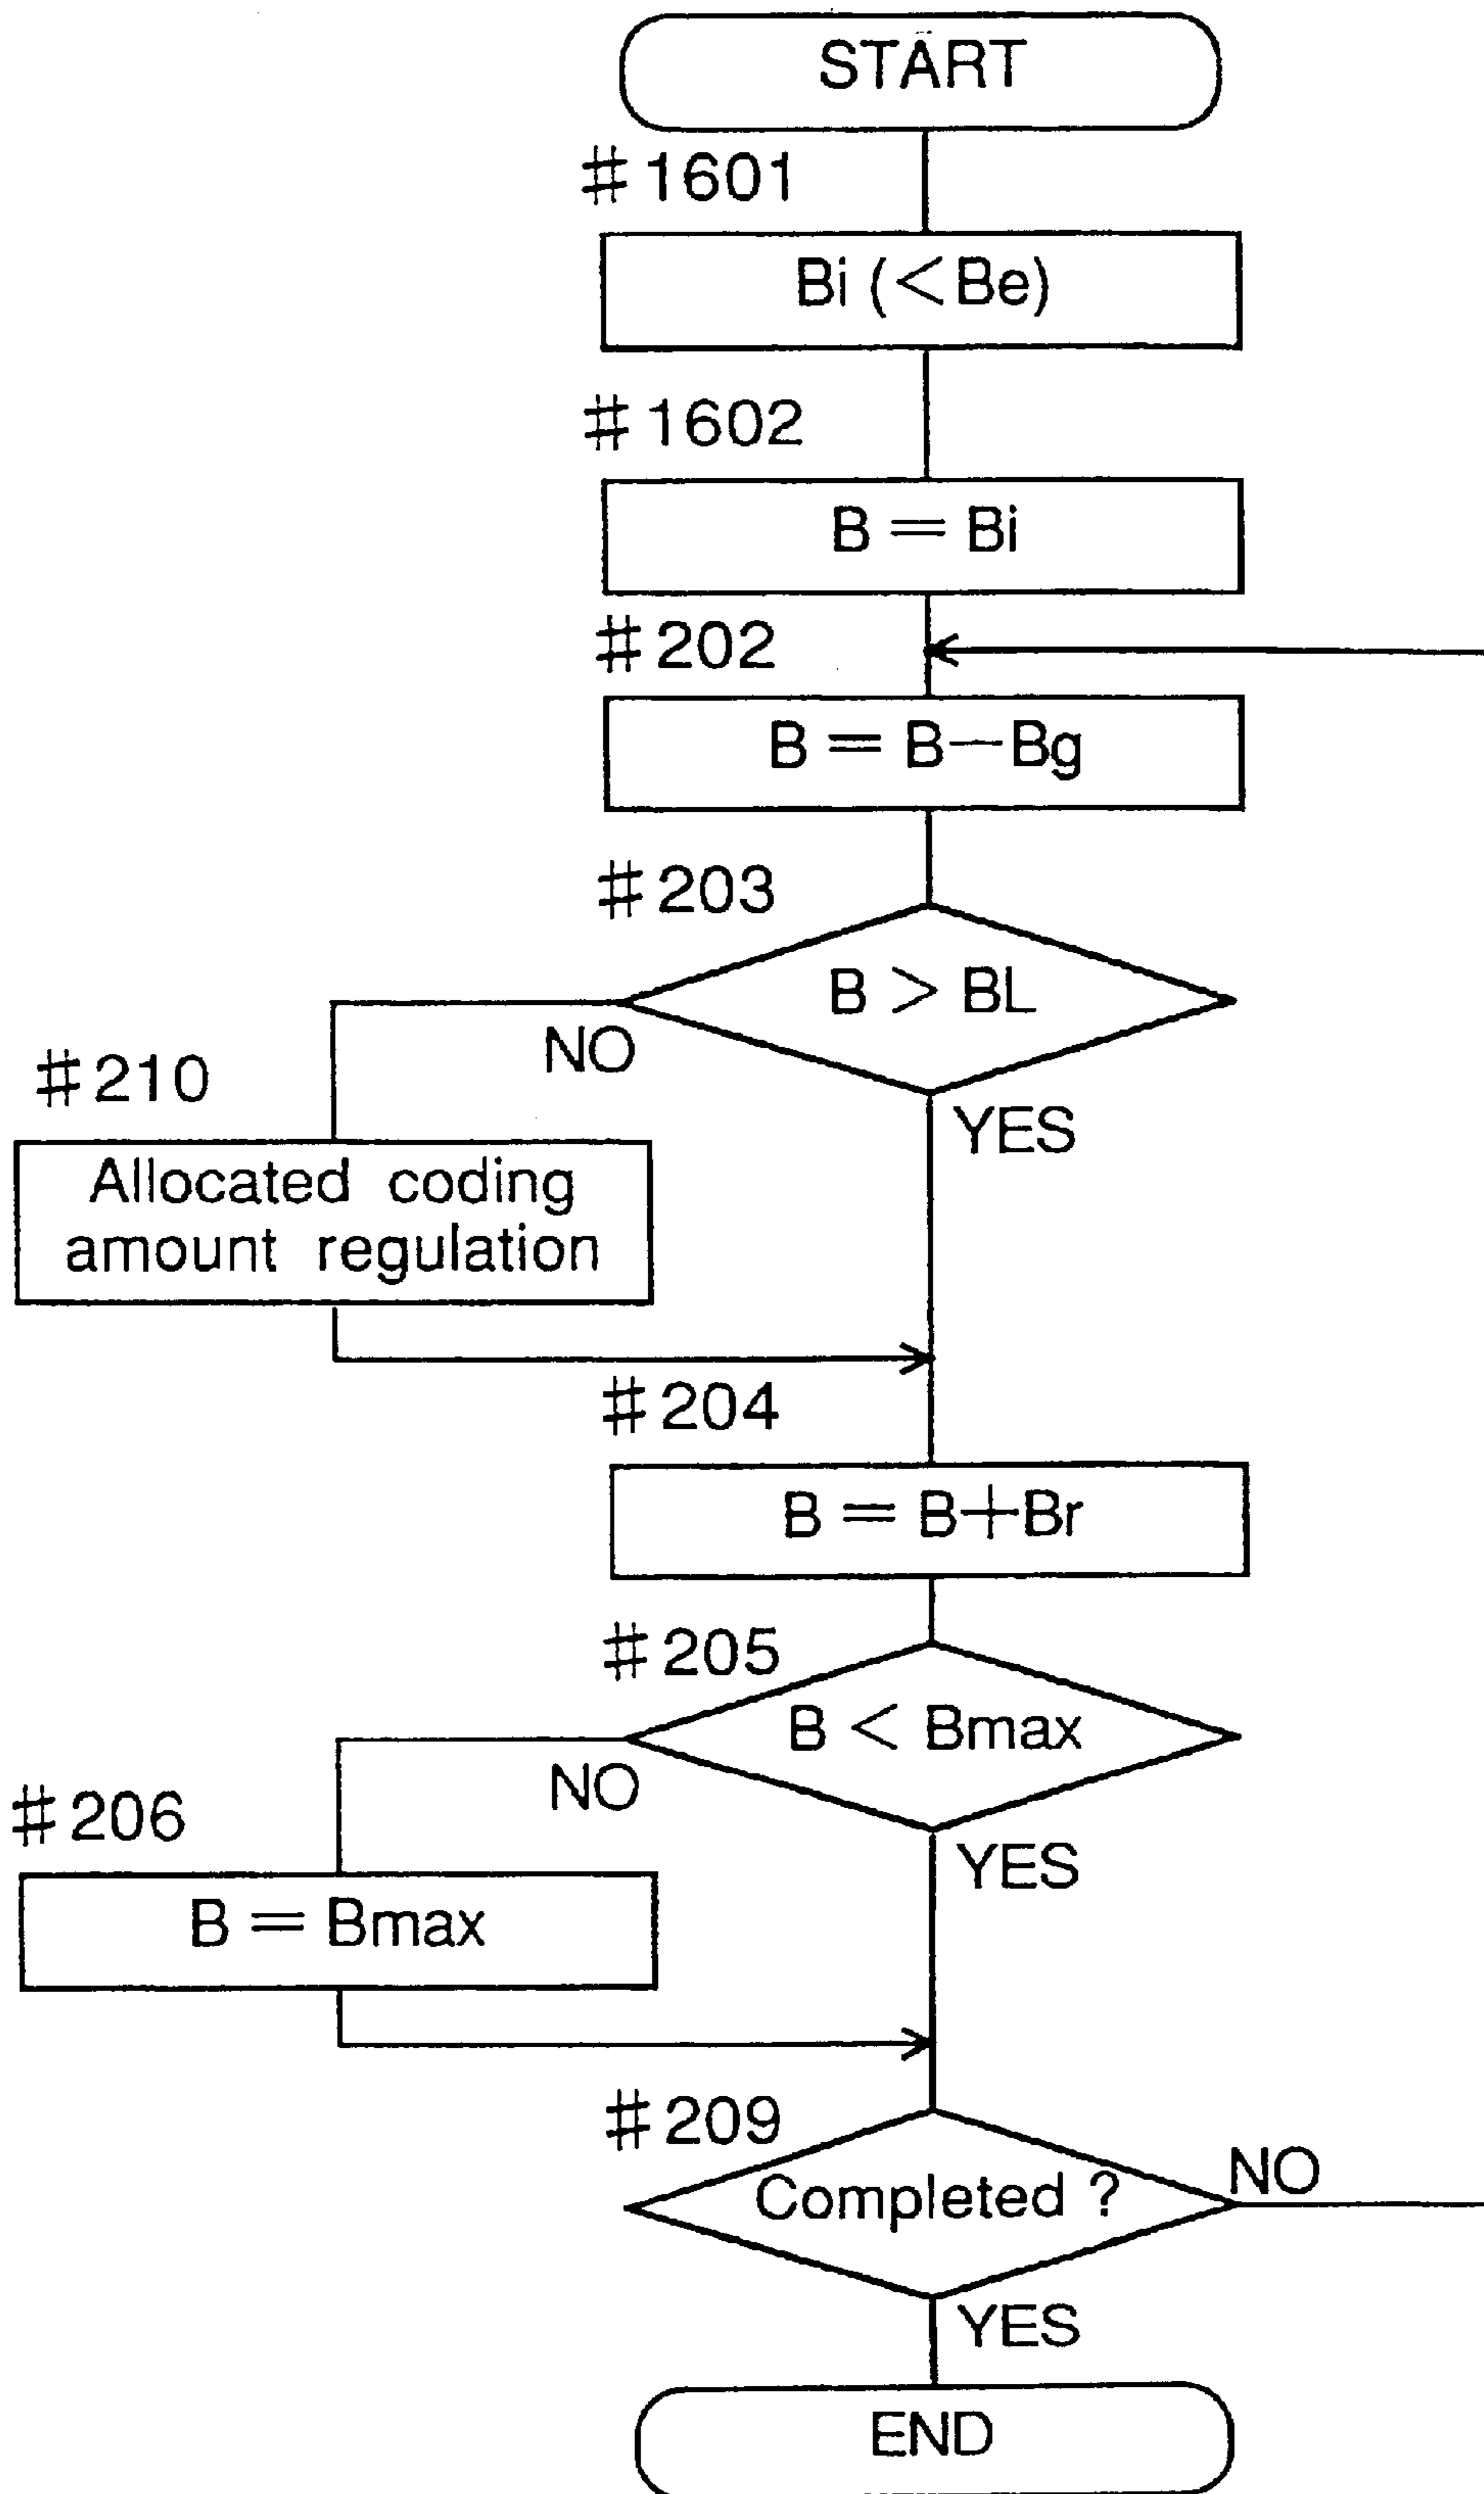 START
#1601
Bi (<Be)
#1602
B = Bi
#202
B = B−Bg
#203
B > BL
NO
YES
#210
Allocated coding
amount regulation
#204
B = B+Br
#205
B < Bmax
NO
YES
#206
B = Bmax
#209
Completed ?
NO
YES
END